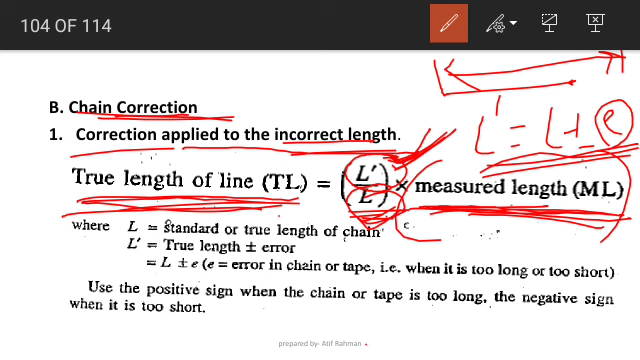 104 OF 114
L' = L ± e
B. Chain Correction
1. Correction applied to the incorrect length.
True length of line (TL) = (L'/L) × measured length (ML)
where L = Standard or true length of chain
L' = True length ± error
= L ± e (e = error in chain or tape, i.e. when it is too long or too short)
Use the positive sign when the chain or tape is too long, the negative sign
when it is too short.
prepared by- Atif Rahman